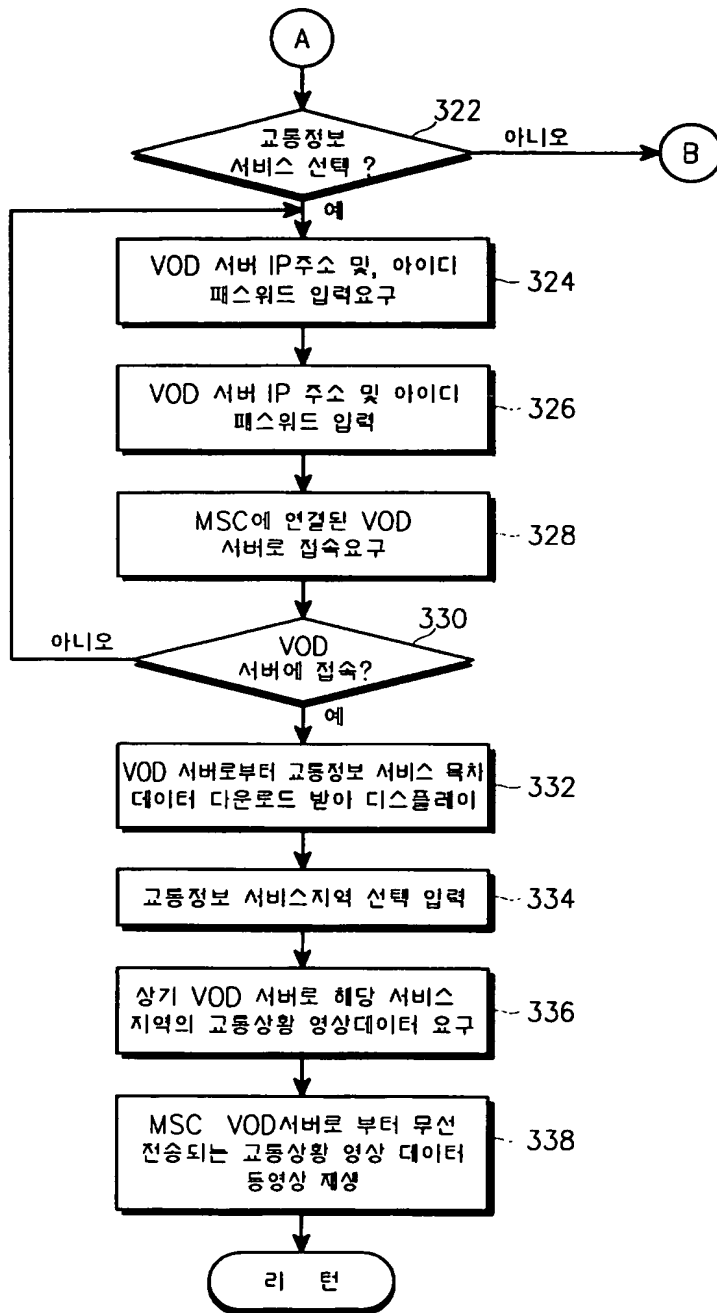 A
322
교통정보
서비스 선택 ?
아니오
B
예
VOD 서버 IP주소 및, 아이디
패스워드 입력요구
324
VOD 서버 IP 주소 및 아이디
패스워드 입력
326
MSC에 연결된 VOD
서버로 접속요구
328
330
아니오
VOD
서버에 접속?
예
VOD 서버로부터 교통정보 서비스 목차
데이터 다운로드 받아 디스플레이
332
교통정보 서비스지역 선택 입력
334
상기 VOD 서버로 해당 서비스
지역의 교통상황 영상데이터 요구
336
MSC VOD서버로 부터 무선
전송되는 교통상황 영상 데이터
동영상 재생
338
리 턴